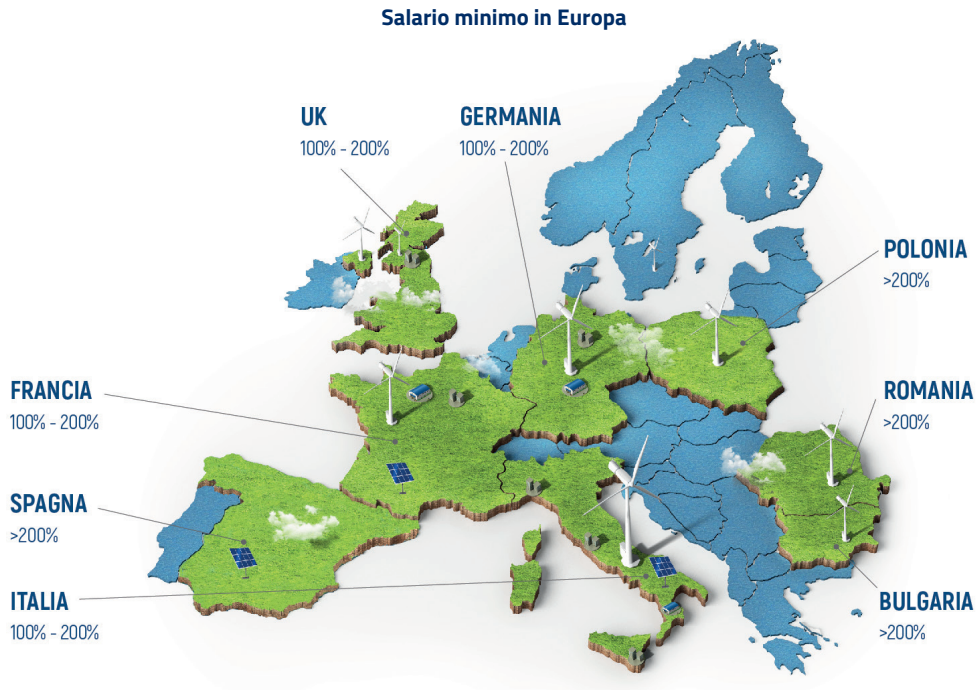 Salario minimo in Europa
UK
100% - 200%
GERMANIA
100% - 200%
POLONIA
>200%
FRANCIA
100% - 200%
ROMANIA
>200%
SPAGNA
>200%
ITALIA
100% - 200%
BULGARIA
>200%